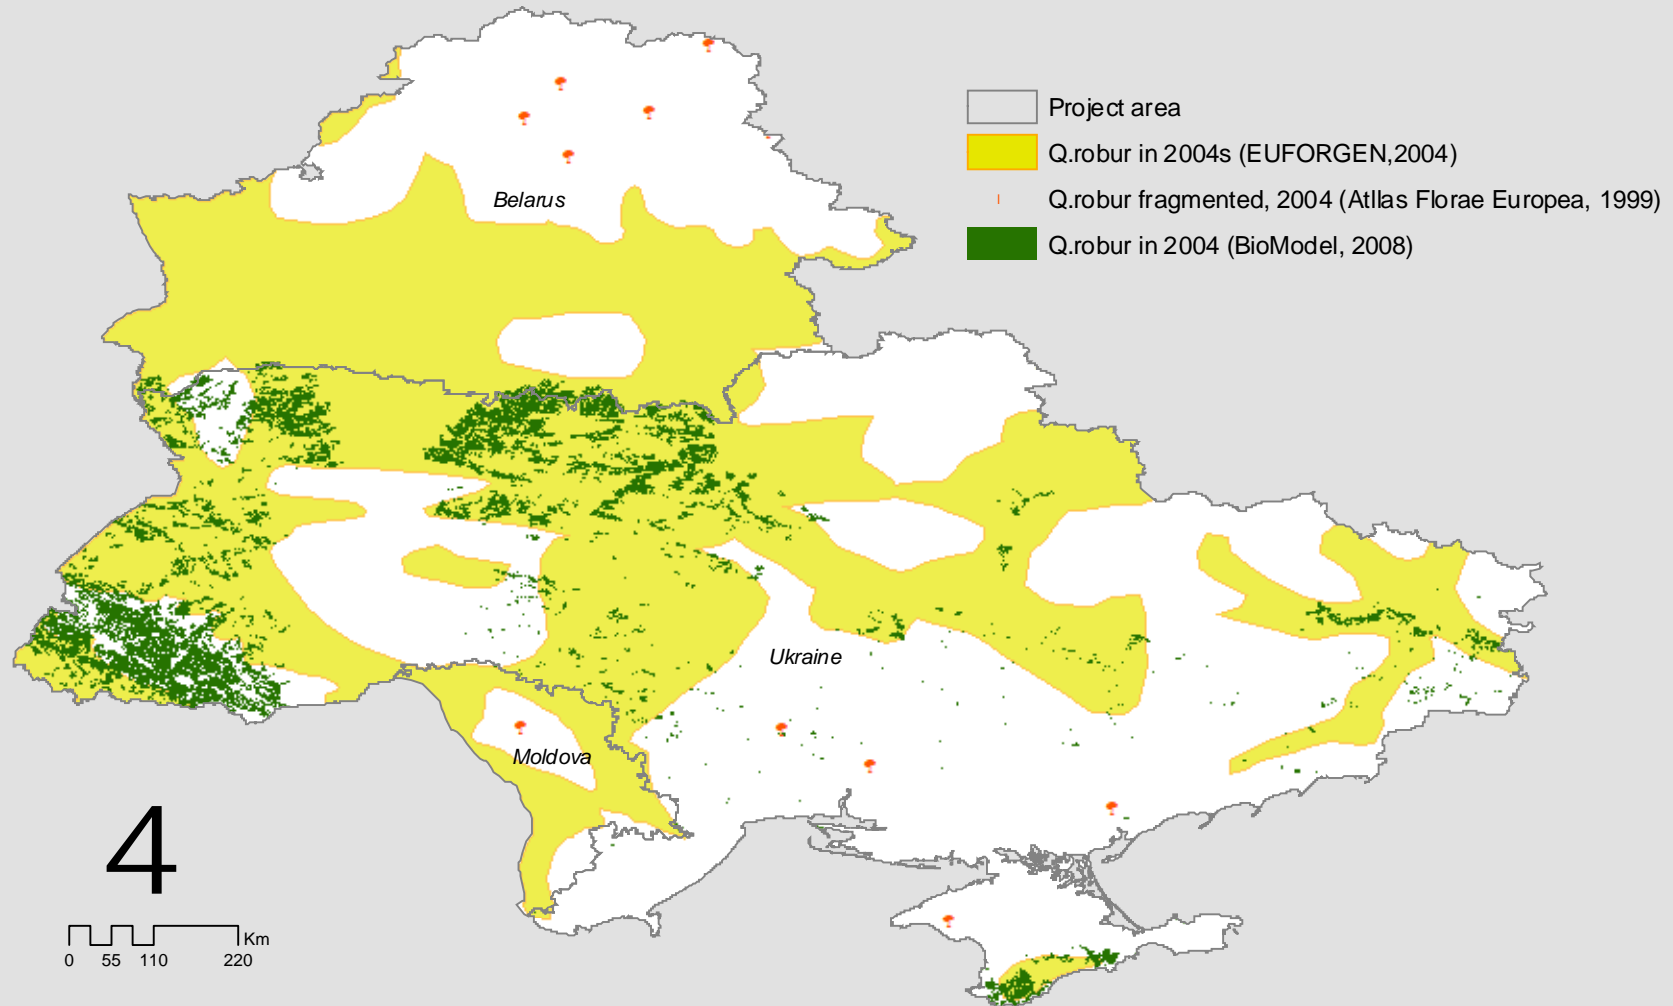 Project area
Q.robur in 2004s (EUFORGEN,2004)
Q.robur fragmented, 2004 (Atllas Florae Europea, 1999)
Q.robur in 2004 (BioModel, 2008)
Belarus
Ukraine
Moldova
4
Km
0 55 110 220